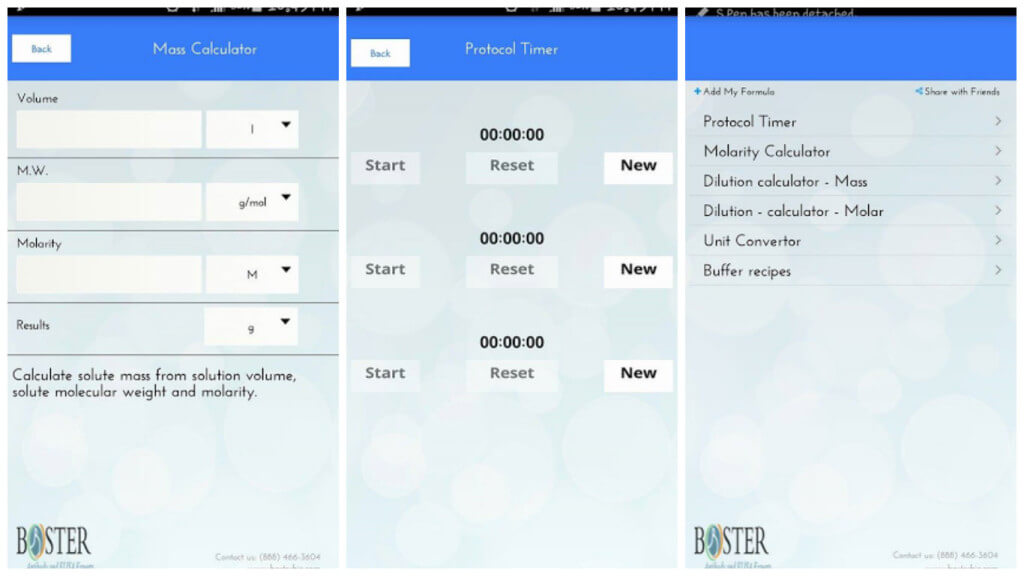 Back
Mass Calculator
Volume
l
M.W.
g/mol
Molarity
M
Results
g
Calculate solute mass from solution volume,
solute molecular weight and molarity.
BOSTER
Contact us: (888) 466-3604
Back
Protocol Timer
00:00:00
Start Reset New
00:00:00
Start Reset New
00:00:00
Start Reset New
S Pen has been detached.
+ Add My Formula
Share with Friends
Protocol Timer >
Molarity Calculator >
Dilution calculator - Mass >
Dilution - calculator - Molar >
Unit Convertor >
Buffer recipes >
BOSTER
Contact us: (888) 466-3604